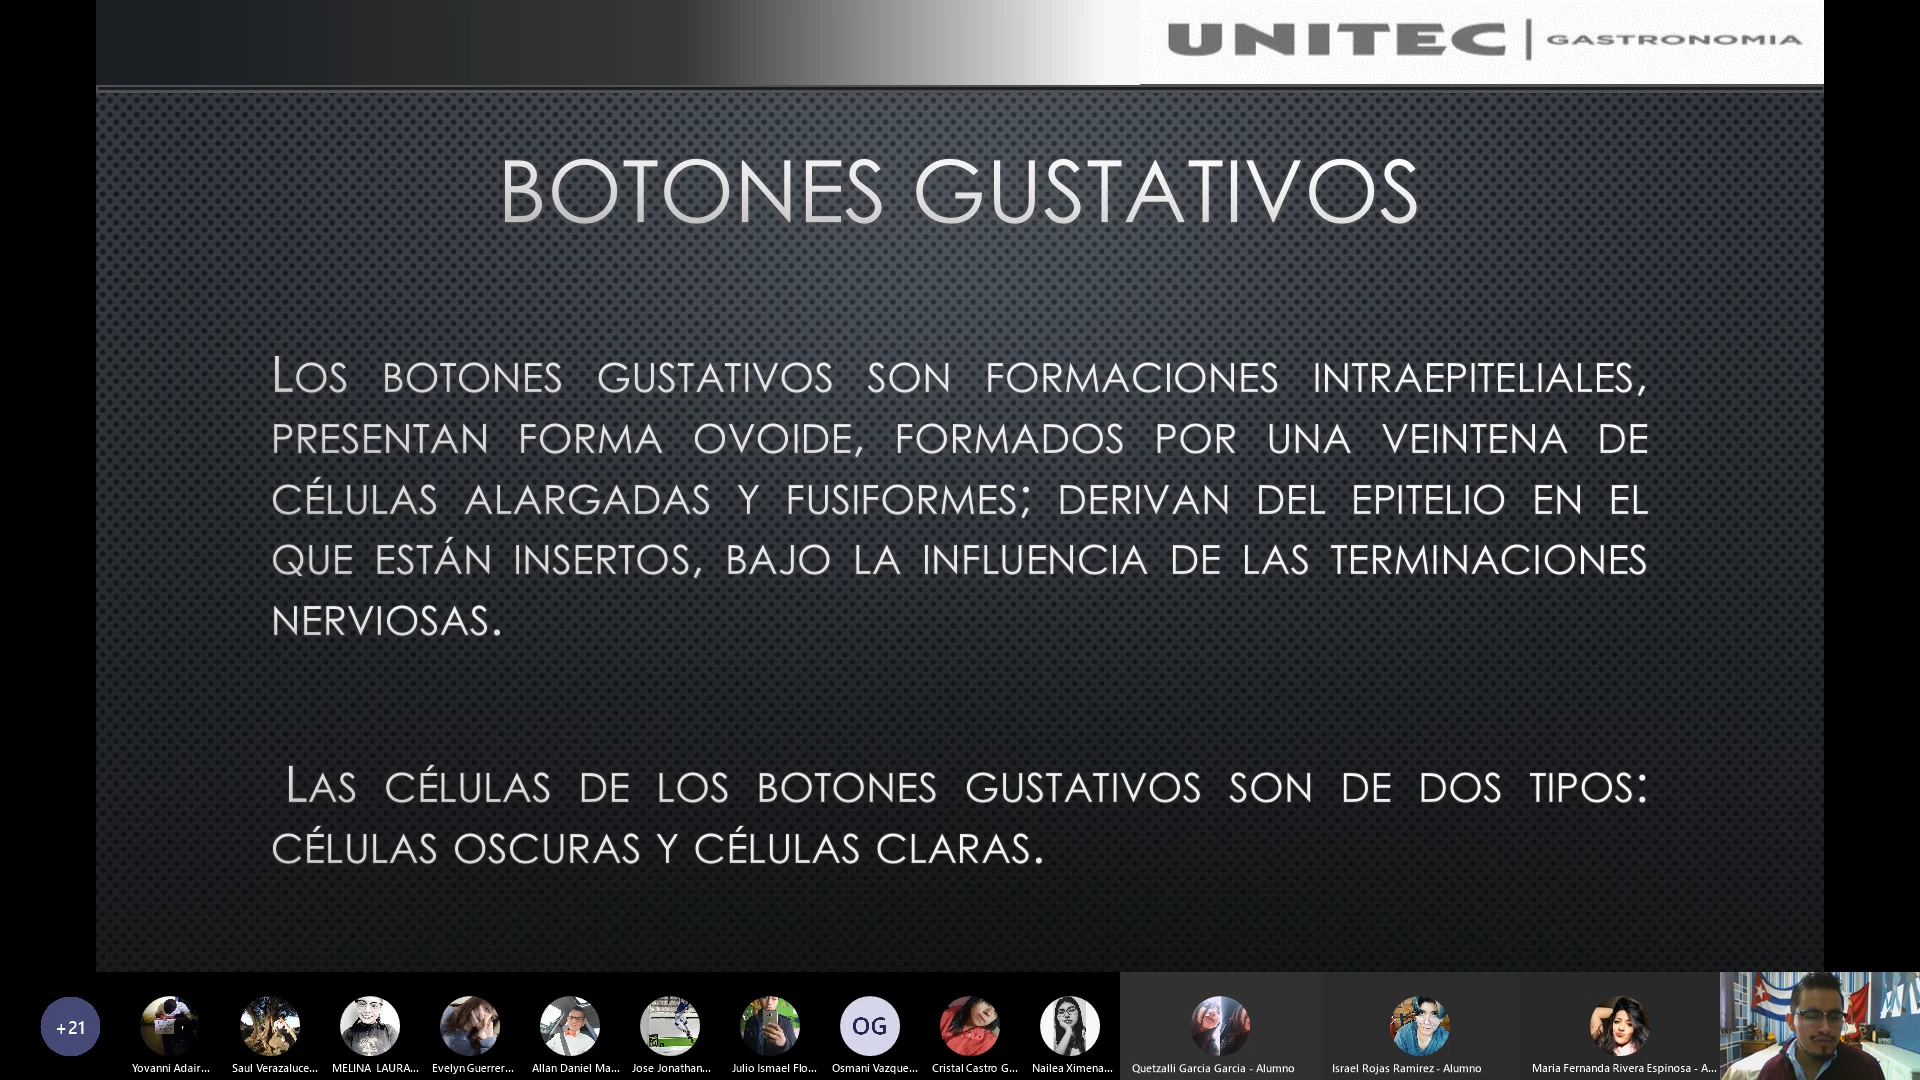 UNITEC | GASTRONOMIA
BOTONES GUSTATIVOS
LOS BOTONES GUSTATIVOS SON FORMACIONES INTRAEPITELIALES,
PRESENTAN FORMA OVOIDE, FORMADOS POR UNA VEINTENA DE
CÉLULAS ALARGADAS Y FUSIFORMES; DERIVAN DEL EPITELIO EN EL
QUE ESTÁN INSERTOS, BAJO LA INFLUENCIA DE LAS TERMINACIONES
NERVIOSAS.
LAS CÉLULAS DE LOS BOTONES GUSTATIVOS SON DE DOS TIPOS:
CÉLULAS OSCURAS Y CÉLULAS CLARAS.
+21
OG
Yovanni Adair...
Saul Verazaluce...
MELINA LAURA...
Evelyn Guerrer...
Allan Daniel Ma...
Jose Jonathan...
Julio Ismael Flo...
Osmani Vazque...
Cristal Castro G...
Nailea Ximena...
Quetzalli Garcia Garcia - Alumno
Israel Rojas Ramirez - Alumno
Maria Fernanda Rivera Espinosa - A...